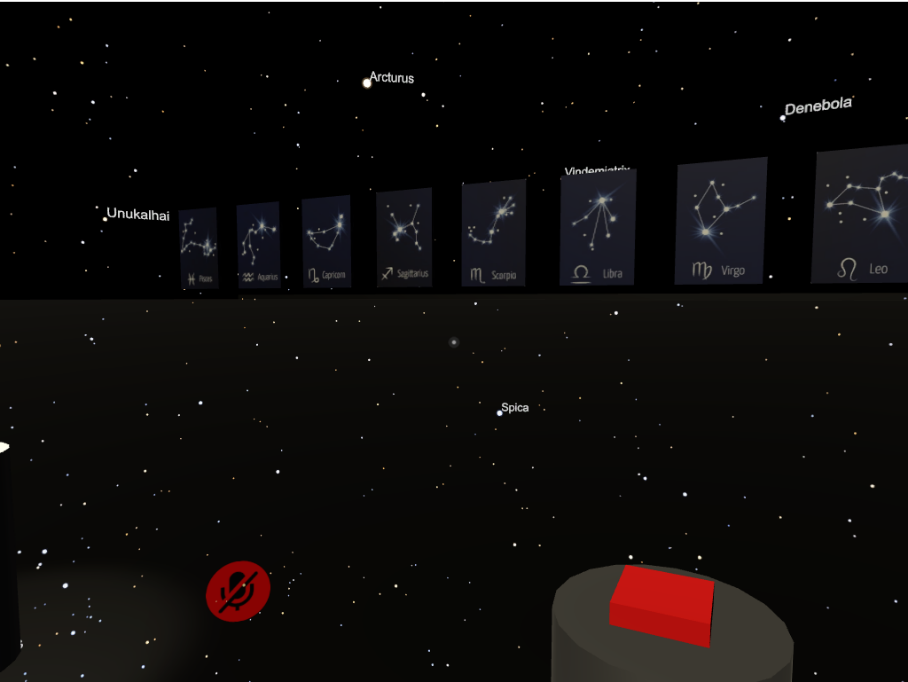 Arcturus
Denebola
Vindemiatrix
Unukalhai
Pisces
Aquarius
Capricorn
Sagittarius
Scorpio
Libra
Virgo
Leo
Spica